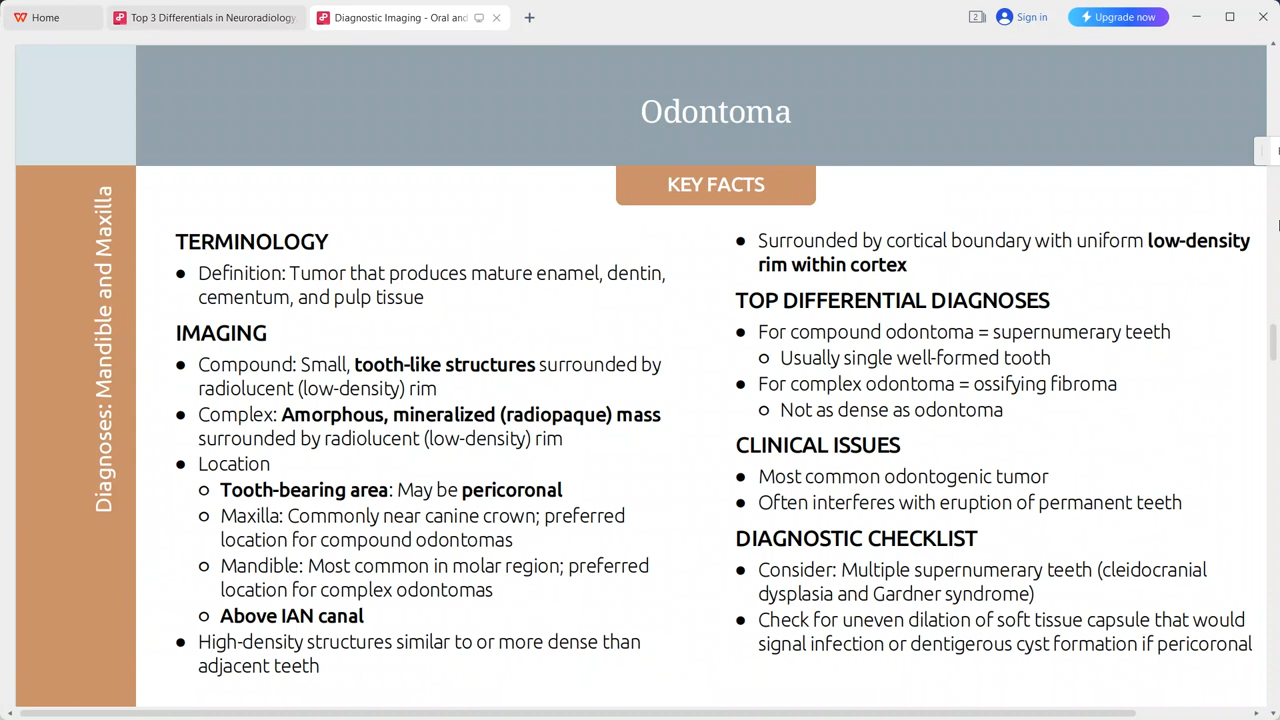 Home
Top 3 Differentials in Neuroradiology.
Diagnostic Imaging - Oral and
2
Sign in
Upgrade now
Odontoma
KEY FACTS
Diagnoses: Mandible and Maxilla
TERMINOLOGY
● Definition: Tumor that produces mature enamel, dentin,
cementum, and pulp tissue
IMAGING
● Compound: Small, tooth-like structures surrounded by
radiolucent (low-density) rim
● Complex: Amorphous, mineralized (radiopaque) mass
surrounded by radiolucent (low-density) rim
● Location
○ Tooth-bearing area: May be pericoronal
○ Maxilla: Commonly near canine crown; preferred
location for compound odontomas
○ Mandible: Most common in molar region; preferred
location for complex odontomas
○ Above IAN canal
● High-density structures similar to or more dense than
adjacent teeth
● Surrounded by cortical boundary with uniform low-density
rim within cortex
TOP DIFFERENTIAL DIAGNOSES
● For compound odontoma = supernumerary teeth
○ Usually single well-formed tooth
● For complex odontoma = ossifying fibroma
○ Not as dense as odontoma
CLINICAL ISSUES
● Most common odontogenic tumor
● Often interferes with eruption of permanent teeth
DIAGNOSTIC CHECKLIST
● Consider: Multiple supernumerary teeth (cleidocranial
dysplasia and Gardner syndrome)
● Check for uneven dilation of soft tissue capsule that would
signal infection or dentigerous cyst formation if pericoronal